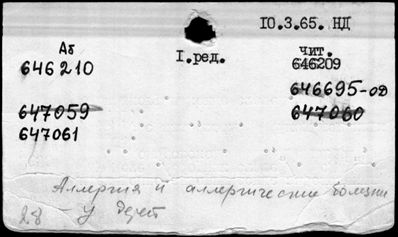 10.3.65. НД
Аб I.ред. чит.
646210 646209
646695-од
647059 647060
647061
Аллергия и аллергические болезни
28 у детей